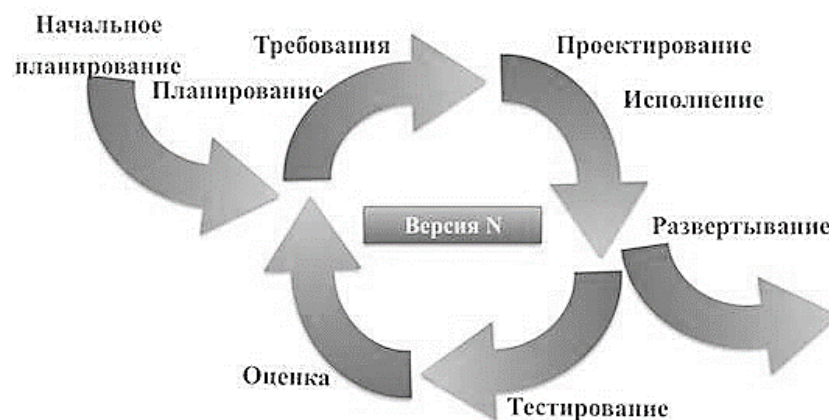 Начальное
планирование
Планирование
Требования
Проектирование
Исполнение
Версия N
Развертывание
Оценка
Тестирование